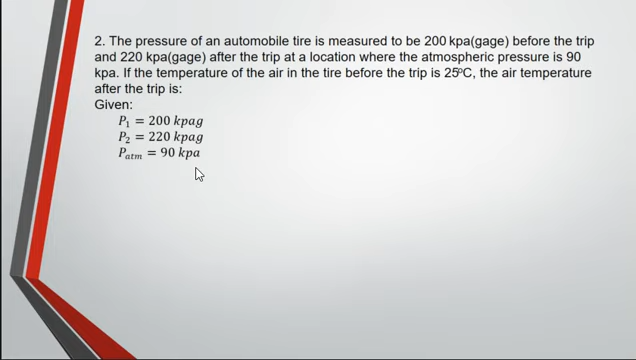 2. The pressure of an automobile tire is measured to be 200 kpa(gage) before the trip
and 220 kpa(gage) after the trip at a location where the atmospheric pressure is 90
kpa. If the temperature of the air in the tire before the trip is 25ºC, the air temperature
after the trip is:
Given:
P₁ = 200 kpag
P₂ = 220 kpag
Pₐₜₘ = 90 kpa